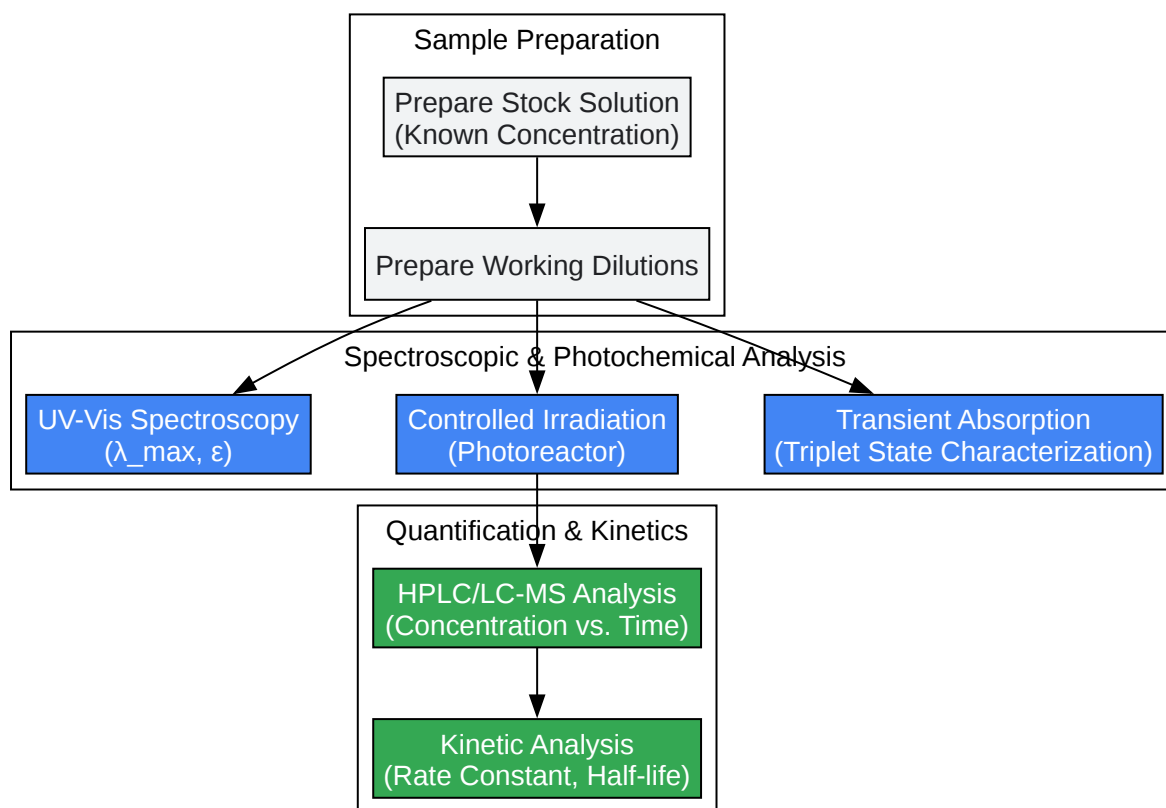 Sample Preparation
Prepare Stock Solution
(Known Concentration)
Prepare Working Dilutions
Spectroscopic & Photochemical Analysis
UV-Vis Spectroscopy
(λ_max, ε)
Controlled Irradiation
(Photoreactor)
Transient Absorption
(Triplet State Characterization)
Quantification & Kinetics
HPLC/LC-MS Analysis
(Concentration vs. Time)
Kinetic Analysis
(Rate Constant, Half-life)